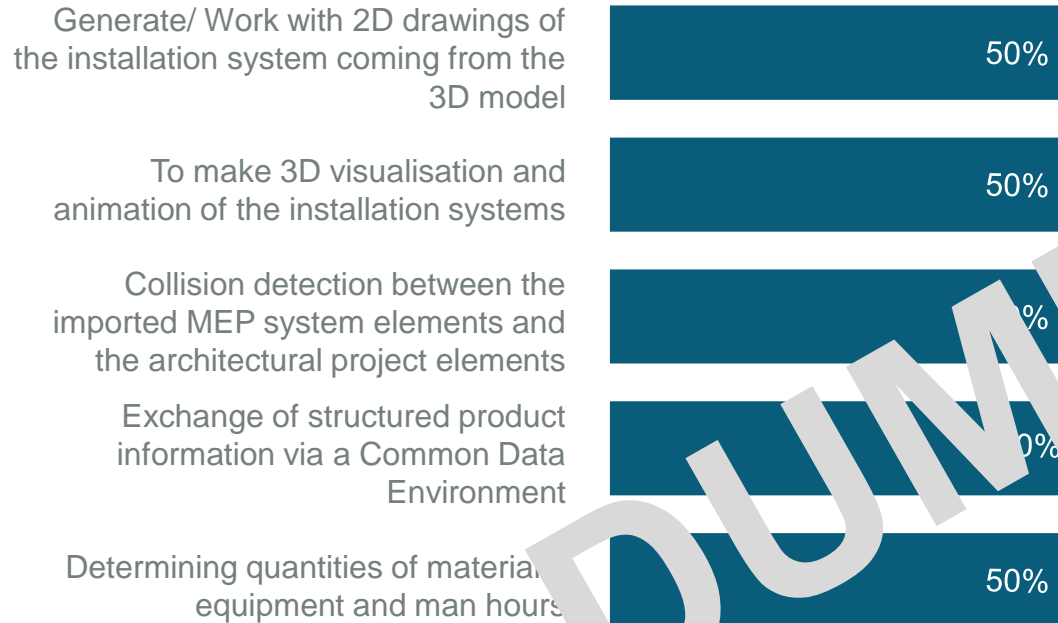 Generate/ Work with 2D drawings of
the installation system coming from the
3D model
50%
To make 3D visualisation and
animation of the installation systems
50%
Collision detection between the
imported MEP system elements and
the architectural project elements
Exchange of structured product
information via a Common Data
Environment
Determining quantities of
equipment and man hours
50%